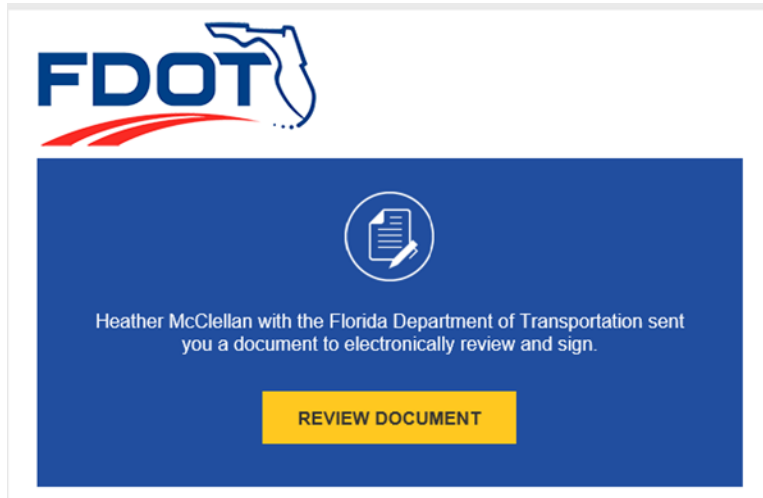 FDOT
Heather McClellan with the Florida Department of Transportation sent
you a document to electronically review and sign.
REVIEW DOCUMENT